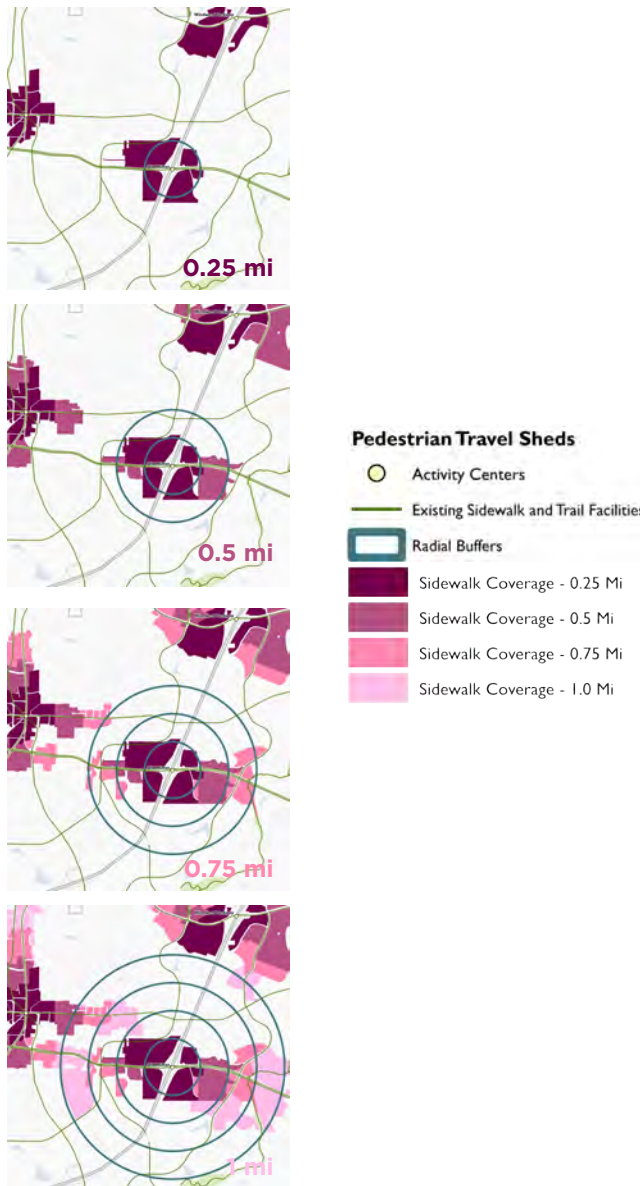 0.25 mi
0.5 mi
0.75 mi
1 mi
Pedestrian Travel Sheds
Activity Centers
Existing Sidewalk and Trail Facilities
Radial Buffers
Sidewalk Coverage - 0.25 Mi
Sidewalk Coverage - 0.5 Mi
Sidewalk Coverage - 0.75 Mi
Sidewalk Coverage - 1.0 Mi